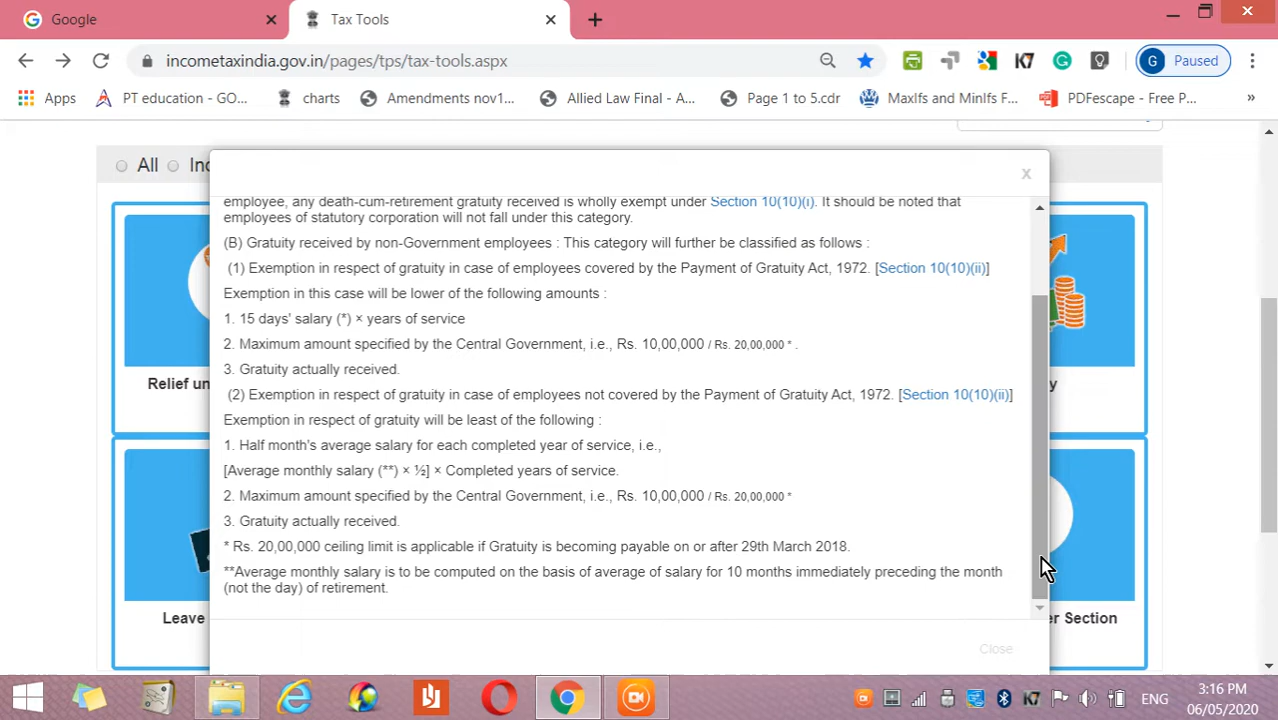 Google
Tax Tools
incometaxindia.gov.in/pages/tps/tax-tools.aspx
G Paused
Apps
PT education - GO...
charts
Amendments nov1...
Allied Law Final - A...
Page 1 to 5.cdr
MaxIfs and MinIfs F...
PDFescape - Free P...
»
All
Inc
x
employee, any death-cum-retirement gratuity received is wholly exempt under Section 10(10)(i). It should be noted that
employees of statutory corporation will not fall under this category.
(B) Gratuity received by non-Government employees : This category will further be classified as follows :
(1) Exemption in respect of gratuity in case of employees covered by the Payment of Gratuity Act, 1972. [Section 10(10)(ii)]
Exemption in this case will be lower of the following amounts :
1. 15 days' salary (*) × years of service
2. Maximum amount specified by the Central Government, i.e., Rs. 10,00,000 / Rs. 20,00,000 * .
3. Gratuity actually received.
(2) Exemption in respect of gratuity in case of employees not covered by the Payment of Gratuity Act, 1972. [Section 10(10)(ii)]
Exemption in respect of gratuity will be least of the following :
1. Half month's average salary for each completed year of service, i.e.,
[Average monthly salary (**) × ½] × Completed years of service.
2. Maximum amount specified by the Central Government, i.e., Rs. 10,00,000 / Rs. 20,00,000 *
3. Gratuity actually received.
* Rs. 20,00,000 ceiling limit is applicable if Gratuity is becoming payable on or after 29th March 2018.
**Average monthly salary is to be computed on the basis of average of salary for 10 months immediately preceding the month
(not the day) of retirement.
Close
Relief un
y
Leave
er Section
ENG
3:16 PM
06/05/2020